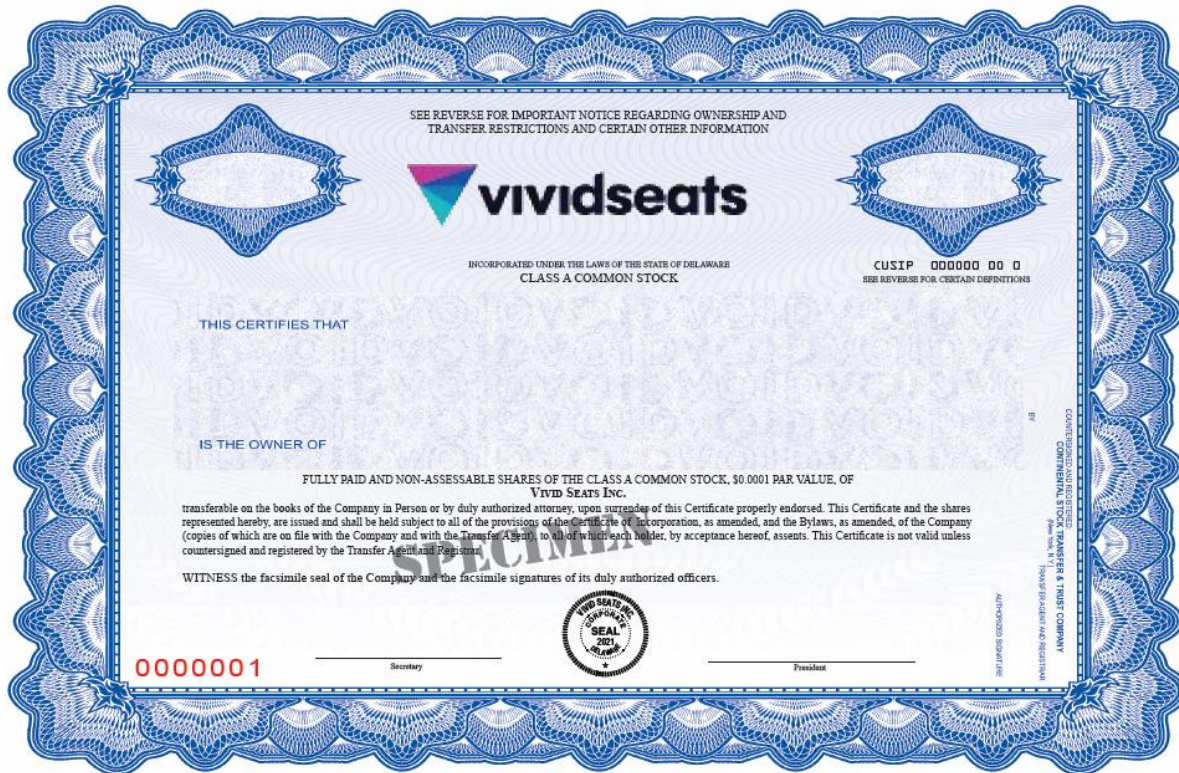 SEE REVERSE FOR IMPORTANT NOTICE REGARDING OWNERSHIP AND
TRANSFER RESTRICTIONS AND CERTAIN OTHER INFORMATION
vividseats
INCORPORATED UNDER THE LAWS OF THE STATE OF DELAWARE
CLASS A COMMON STOCK
CUSIP 000000 00 0
SEE REVERSE FOR CERTAIN DEFINITIONS
THIS CERTIFIES THAT
IS THE OWNER OF
FULLY PAID AND NON-ASSESSABLE SHARES OF THE CLASS A COMMON STOCK, $0.0001 PAR VALUE, OF
VIVID SEATS INC.
transferable on the books of the Company in Person or by duly authorized attorney, upon surrender of this Certificate properly endorsed. This Certificate and the shares
represented hereby, are issued and shall be held subject to all of the provisions of the Certificate of Incorporation, as amended, and the Bylaws, as amended, of the Company
(copies of which are on file with the Company and with the Transfer Agent), to all of which each holder, by acceptance hereof, assents. This Certificate is not valid unless
countersigned and registered by the Transfer Agent and Registrar.
SPECIMEN
WITNESS the facsimile seal of the Company and the facsimile signatures of its duly authorized officers.
VIVID SEATS INC.
CORPORATE
SEAL
2021
DELAWARE
0000001
Secretary
President
COUNTERSIGNED AND REGISTERED:
CONTINENTAL STOCK TRANSFER & TRUST COMPANY
(New York, N.Y.)
TRANSFER AGENT AND REGISTRAR
BY
AUTHORIZED SIGNATURE